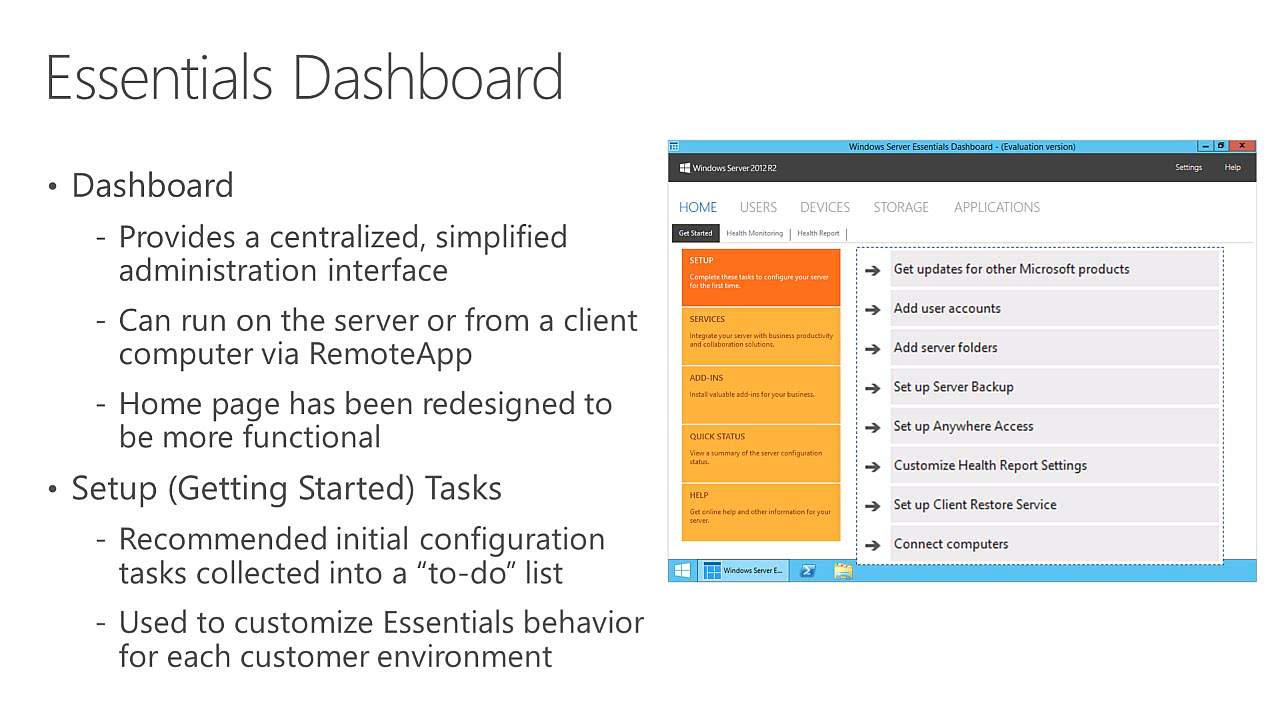 Essentials Dashboard
• Dashboard
- Provides a centralized, simplified
administration interface
- Can run on the server or from a client
computer via RemoteApp
- Home page has been redesigned to
be more functional
• Setup (Getting Started) Tasks
- Recommended initial configuration
tasks collected into a “to-do” list
- Used to customize Essentials behavior
for each customer environment
Windows Server Essentials Dashboard - (Evaluation version)
Windows Server 2012 R2
Settings Help
HOME USERS DEVICES STORAGE APPLICATIONS
Get Started Health Monitoring Health Report
SETUP
Complete these tasks to configure your server
for the first time.
SERVICES
Integrate your server with business productivity
and collaboration solutions.
ADD-INS
Install valuable add-ins for your business.
QUICK STATUS
View a summary of the server configuration
status.
HELP
Get online help and other information for your
server.
Get updates for other Microsoft products
Add user accounts
Add server folders
Set up Server Backup
Set up Anywhere Access
Customize Health Report Settings
Set up Client Restore Service
Connect computers
Windows Server E...